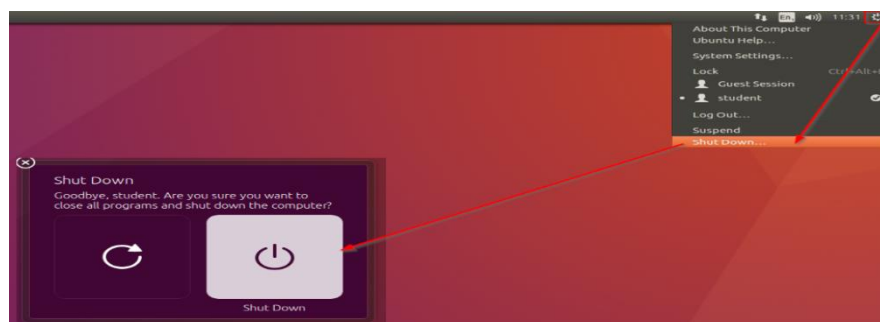 En
11:31
About This Computer
Ubuntu Help...
System Settings...
Lock
Guest Session
student
Log Out...
Suspend
Shut Down...
Shut Down
Goodbye, student. Are you sure you want to
close all programs and shut down the computer?
Shut Down